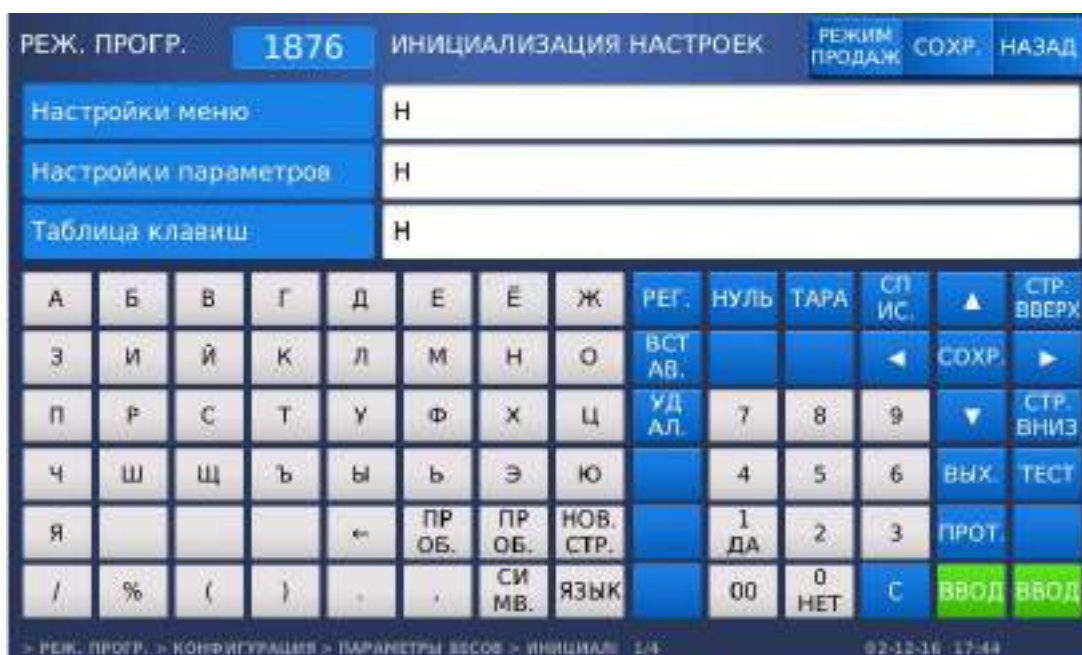 РЕЖ. ПРОГР. 1876 ИНИЦИАЛИЗАЦИЯ НАСТРОЕК РЕЖИМ ПРОДАЖ СОХР. НАЗАД
Настройки меню Н
Настройки параметров Н
Таблица клавиш Н
А Б В Г Д Е Ё Ж РЕГ. НУЛЬ ТАРА СП ИС. ▲ СТР. ВВЕРХ
З И Й К Л М Н О ВСТ АВ. ◄ СОХР. ►
П Р С Т У Ф Х Ц УД АЛ. 7 8 9 ▼ СТР. ВНИЗ
Ч Ш Щ Ъ Ы Ь Э Ю 4 5 6 ВЫХ. ТЕСТ
Я ← ПР ОБ. ПР ОБ. НОВ. СТР. 1 ДА 2 3 ПРОТ.
/ % ( ) . , СИ МВ. ЯЗЫК 00 0 НЕТ С ВВОД ВВОД
> РЕЖ. ПРОГР. > КОНФИГУРАЦИЯ > ПАРАМЕТРЫ ВЕСОВ > ИНИЦИАЛИ 1/4 02-12-16 17:44